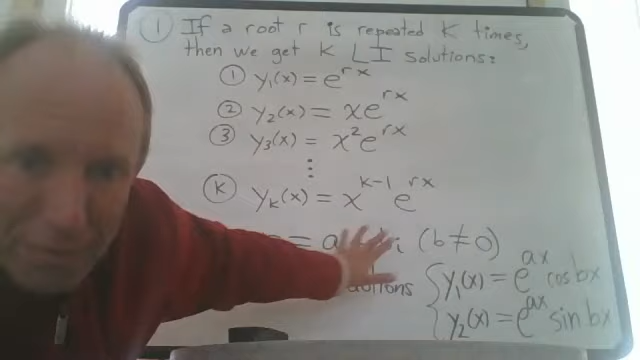 ① If a root r is repeated K times,
then we get K LI solutions:
① y₁(x) = e^{rx}
② y₂(x) = xe^{rx}
③ y₃(x) = x²e^{rx}
⋮
Ⓚ y_k(x) = x^{k-1} e^{rx}
= a i (b ≠ 0)
{ y₁(x) = e^{ax} cos bx
y₂(x) = e^{ax} sin bx